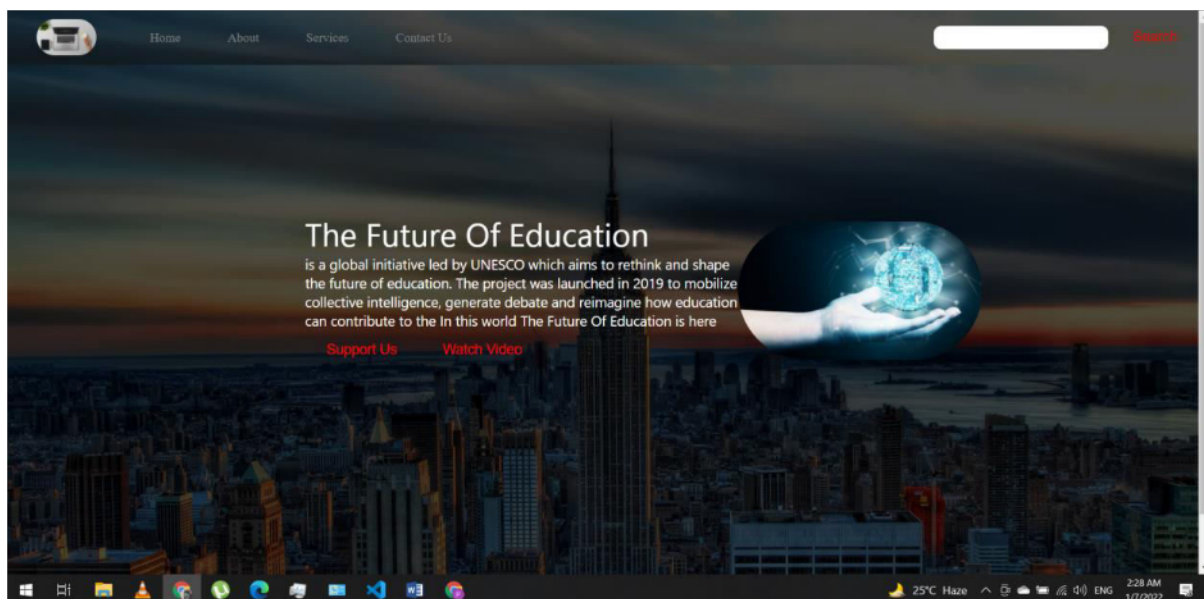 Home About Services Contact Us Search
The Future Of Education
is a global initiative led by UNESCO which aims to rethink and shape
the future of education. The project was launched in 2019 to mobilize
collective intelligence, generate debate and reimagine how education
can contribute to the In this world The Future Of Education is here
Support Us Watch Video
25°C Haze ENG 2:28 AM
1/7/2022